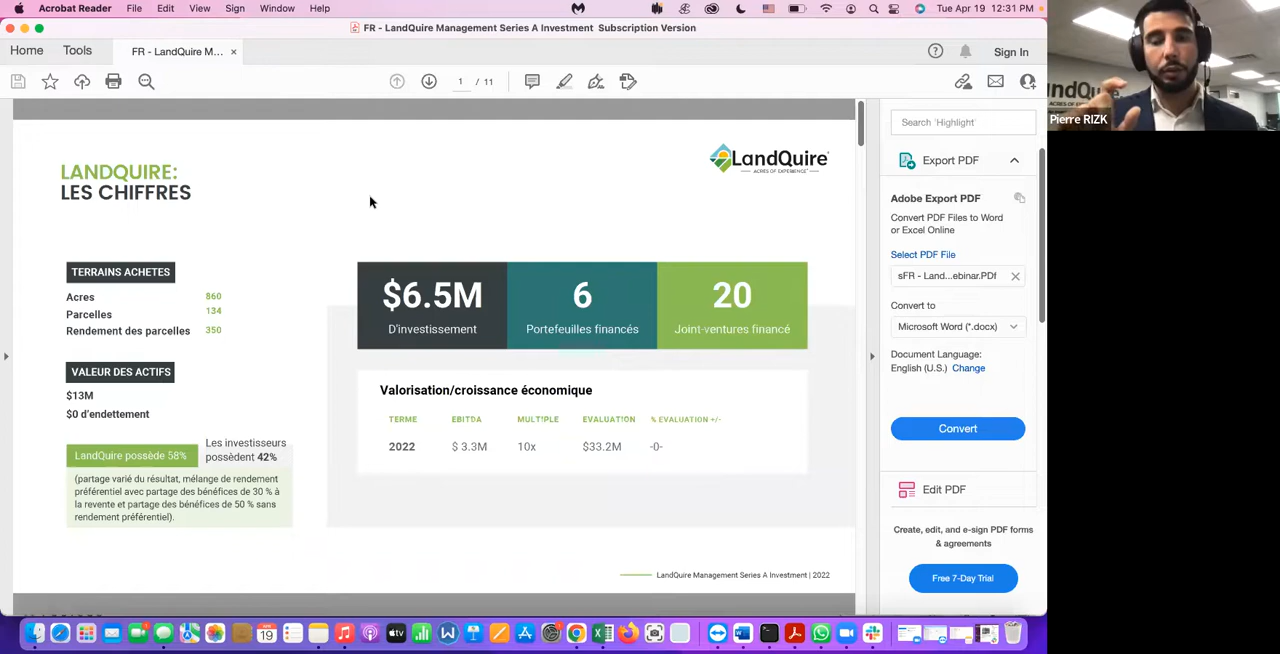 Acrobat Reader File Edit View Sign Window Help Tue Apr 19 12:31 PM
FR - LandQuire Management Series A Investment Subscription Version
Home Tools FR - LandQuire M... × Sign In
1 / 11
LANDQUIRE:
LES CHIFFRES
LandQuire
ACRES OF EXPERIENCE
TERRAINS ACHETES
Acres 860
Parcelles 134
Rendement des parcelles 350
VALEUR DES ACTIFS
$13M
$0 d'endettement
LandQuire possède 58%
Les investisseurs
possèdent 42%
(partage varié du résultat, mélange de rendement
préférentiel avec partage des bénéfices de 30 % à
la revente et partage des bénéfices de 50 % sans
rendement préférentiel).
$6.5M
D'investissement
6
Portefeuilles financés
20
Joint-ventures financé
Valorisation/croissance économique
TERME EBITDA MULTIPLE EVALUATION % EVALUATION +/-
2022 $ 3.3M 10x $33.2M -0-
LandQuire Management Series A Investment | 2022
Search 'Highlight'
Export PDF
Adobe Export PDF
Convert PDF Files to Word
or Excel Online
Select PDF File
sFR - Land...ebinar.PDf
Convert to
Microsoft Word (*.docx)
Document Language:
English (U.S.) Change
Convert
Edit PDF
Create, edit, and e-sign PDF forms
& agreements
Free 7-Day Trial
Pierre RIZK